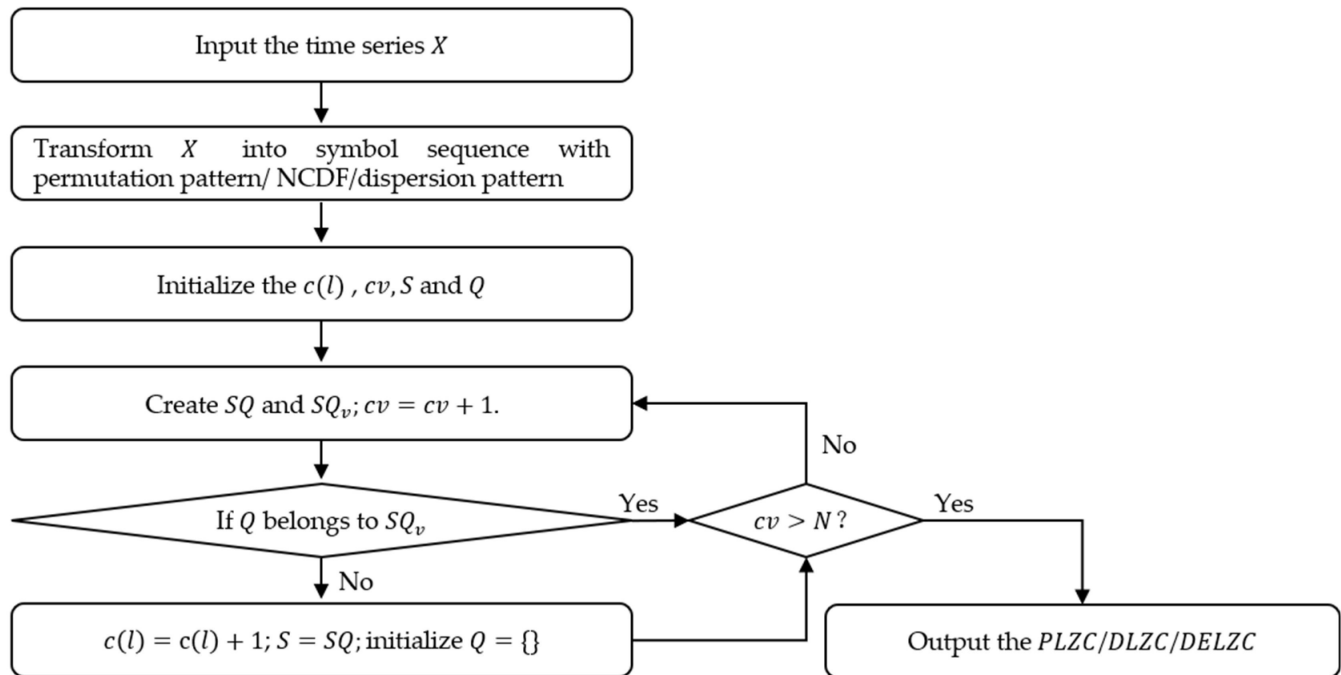 Input the time series X
Transform X into symbol sequence with
permutation pattern/ NCDF/dispersion pattern
Initialize the c(l) , cv, S and Q
Create SQ and SQᵥ; cv = cv + 1.
No
If Q belongs to SQᵥ
Yes
cv > N ?
Yes
No
c(l) = c(l) + 1; S = SQ; initialize Q = {}
Output the PLZC/DLZC/DELZC